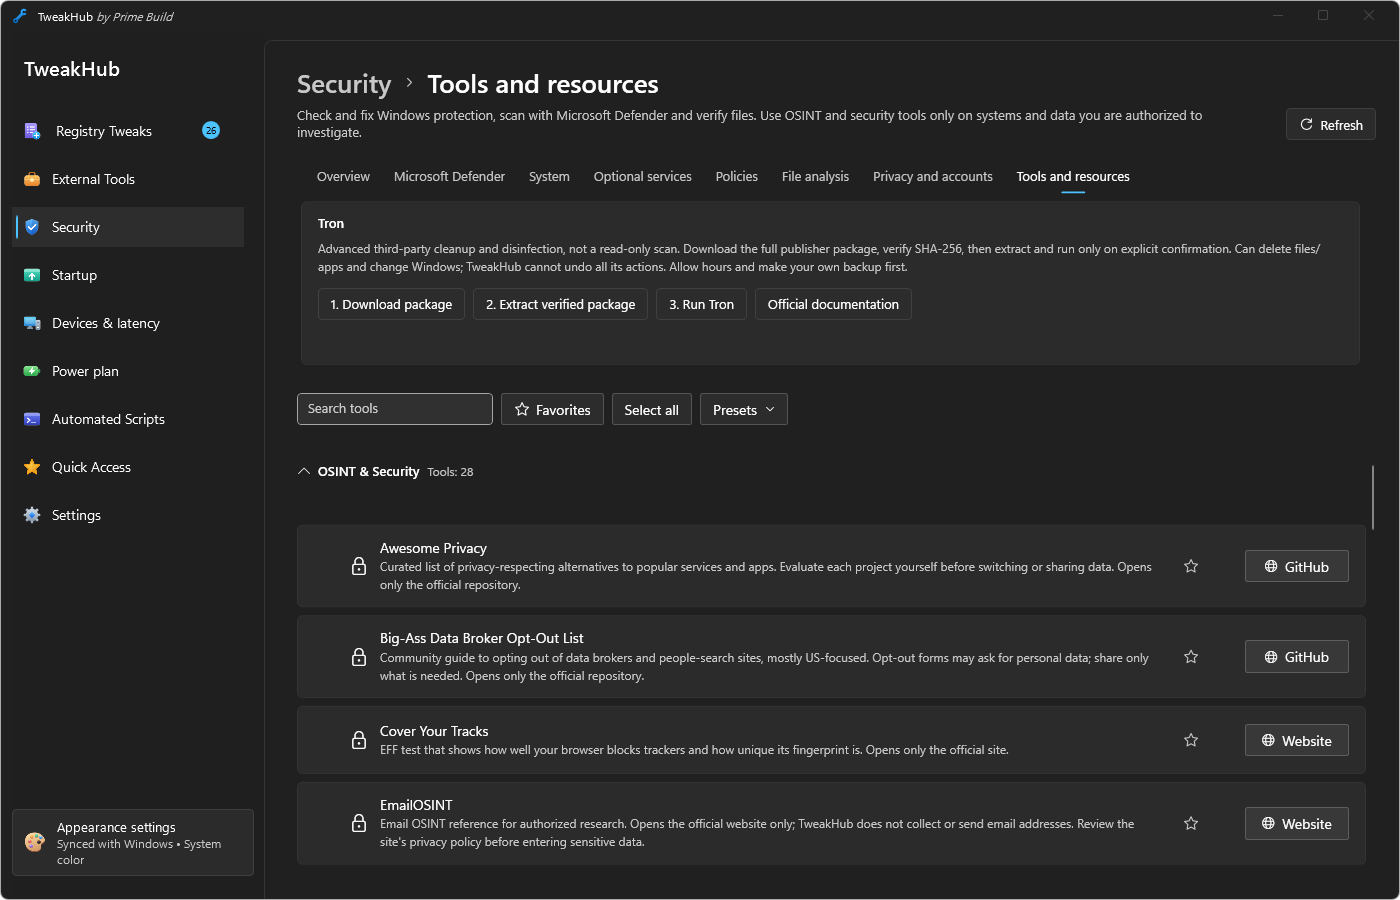 TweakHub by Prime Build
TweakHub
Registry Tweaks 26
External Tools
Security
Startup
Devices & latency
Power plan
Automated Scripts
Quick Access
Settings
Appearance settings
Synced with Windows • System
color
Security › Tools and resources
Check and fix Windows protection, scan with Microsoft Defender and verify files. Use OSINT and security tools only on systems and data you are authorized to
investigate.
Refresh
Overview Microsoft Defender System Optional services Policies File analysis Privacy and accounts Tools and resources
Tron
Advanced third-party cleanup and disinfection, not a read-only scan. Download the full publisher package, verify SHA-256, then extract and run only on explicit confirmation. Can delete files/
apps and change Windows; TweakHub cannot undo all its actions. Allow hours and make your own backup first.
1. Download package 2. Extract verified package 3. Run Tron Official documentation
Search tools Favorites Select all Presets
OSINT & Security Tools: 28
Awesome Privacy
Curated list of privacy-respecting alternatives to popular services and apps. Evaluate each project yourself before switching or sharing data. Opens
only the official repository.
GitHub
Big-Ass Data Broker Opt-Out List
Community guide to opting out of data brokers and people-search sites, mostly US-focused. Opt-out forms may ask for personal data; share only
what is needed. Opens only the official repository.
GitHub
Cover Your Tracks
EFF test that shows how well your browser blocks trackers and how unique its fingerprint is. Opens only the official site.
Website
EmailOSINT
Email OSINT reference for authorized research. Opens the official website only; TweakHub does not collect or send email addresses. Review the
site's privacy policy before entering sensitive data.
Website